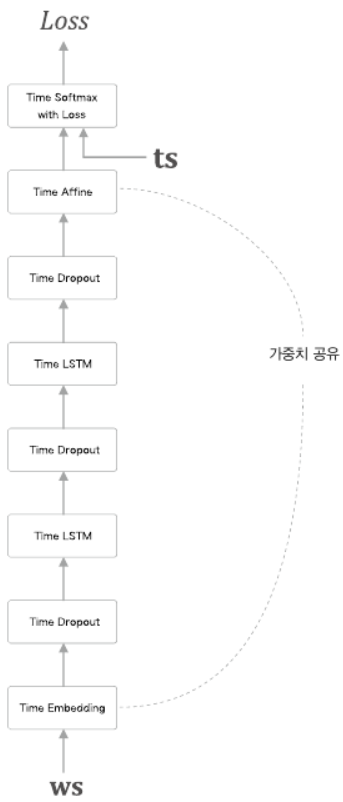 Loss
Time Softmax
with Loss
ts
Time Affine
Time Dropout
Time LSTM
가중치 공유
Time Dropout
Time LSTM
Time Dropout
Time Embedding
ws